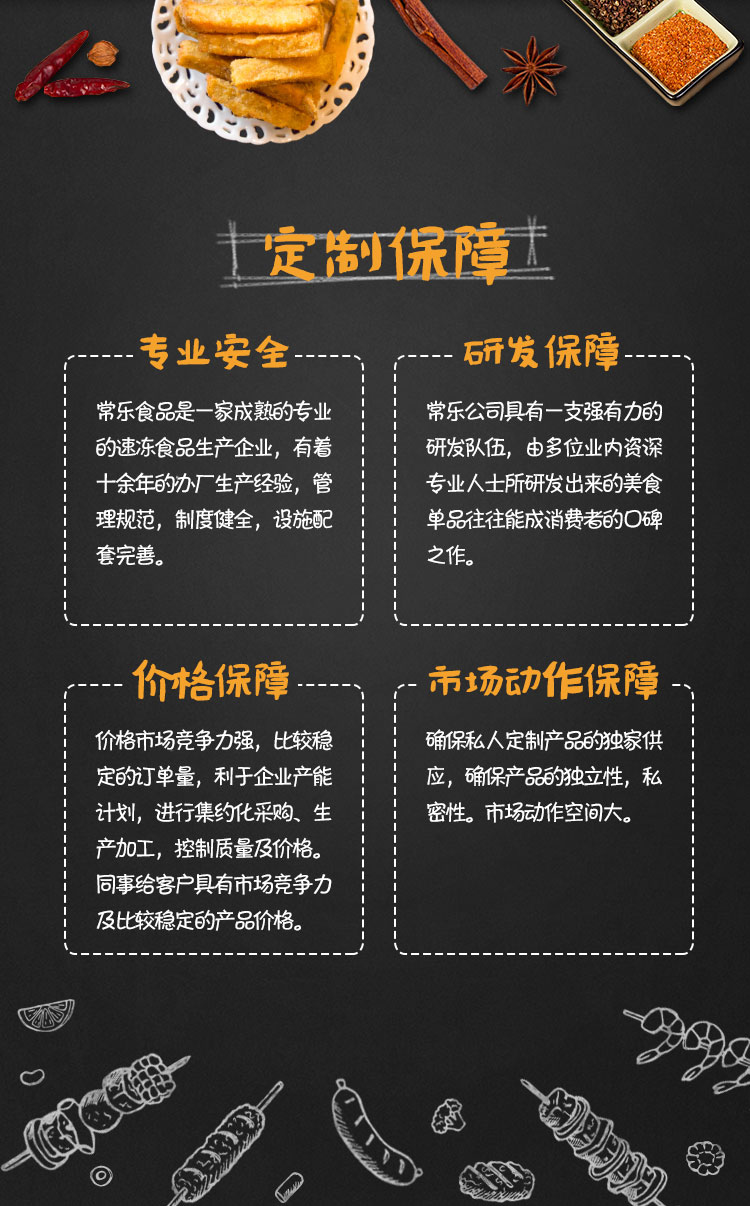 定制保障
专业安全
常乐食品是一家成熟的专业
的速冻食品生产企业，有着
十余年的办厂生产经验，管
理规范，制度健全，设施配
套完善。
研发保障
常乐公司具有一支强有力的
研发队伍，由多位业内资深
专业人士所研发出来的美食
单品往往能成消费者的口碑
之作。
价格保障
价格市场竞争力强，比较稳
定的订单量，利于企业产能
计划，进行集约化采购、生
产加工，控制质量及价格。
同事给客户具有市场竞争力
及比较稳定的产品价格。
市场动作保障
确保私人定制产品的独家供
应，确保产品的独立性，私
密性。市场动作空间大。